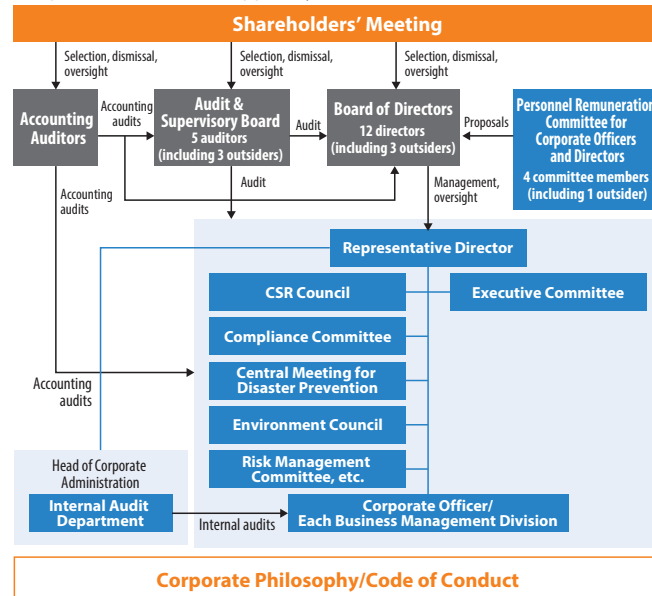 Shareholders' Meeting
Selection, dismissal,
oversight
Selection, dismissal,
oversight
Selection, dismissal,
oversight
Accounting
Auditors
Accounting
audits
Audit &
Supervisory Board
5 auditors
(including 3 outsiders)
Audit
Board of Directors
12 directors
(including 3 outsiders)
Proposals
Personnel Remuneration
Committee for
Corporate Officers
and Directors
4 committee members
(including 1 outsider)
Accounting
audits
Audit
Management,
oversight
Representative Director
CSR Council
Executive Committee
Compliance Committee
Central Meeting for
Disaster Prevention
Accounting
audits
Environment Council
Risk Management
Committee, etc.
Head of Corporate
Administration
Internal Audit
Department
Internal audits
Corporate Officer/
Each Business Management Division
Corporate Philosophy/Code of Conduct